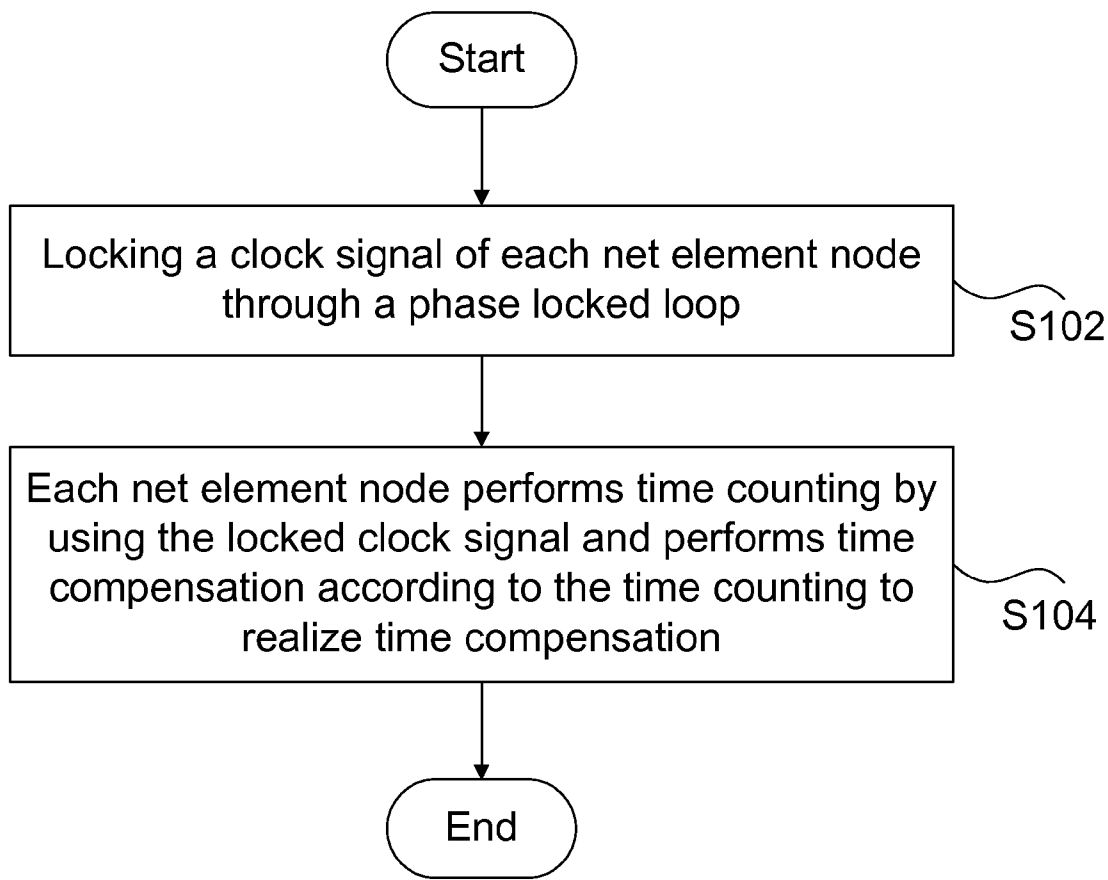 Start
Locking a clock signal of each net element node
through a phase locked loop
S102
Each net element node performs time counting by
using the locked clock signal and performs time
compensation according to the time counting to
realize time compensation
S104
End